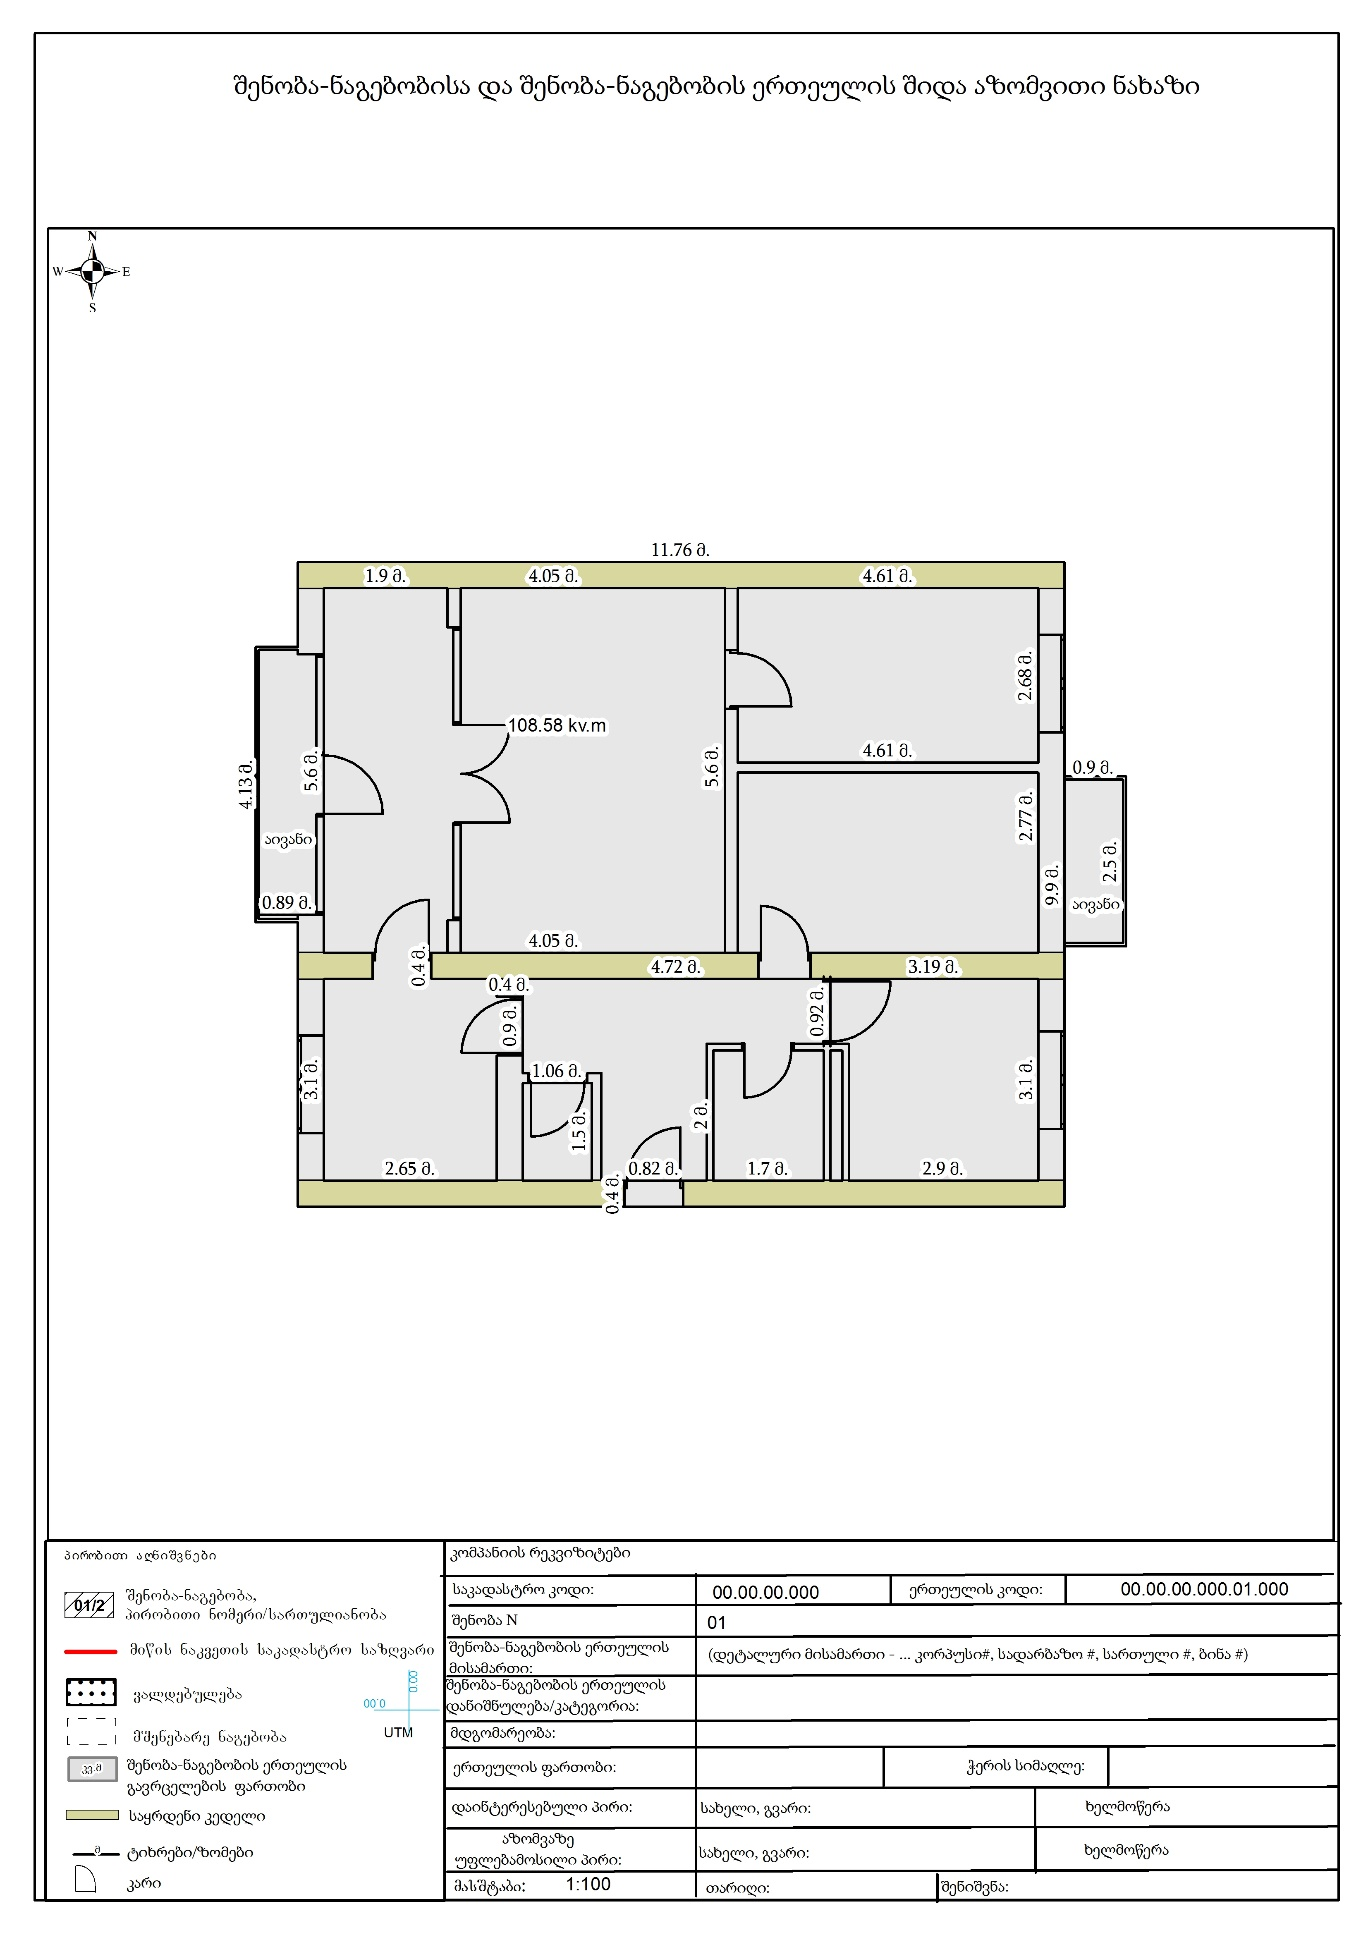 შენობა-ნაგებობისა და შენობა-ნაგებობის ერთეულის შიდა აზომვითი ნახაზი
N
W E
S
11.76 მ.
1.9 მ. 4.05 მ. 4.61 მ.
2.68 მ.
108.58 kv.m
4.61 მ.
5.6 მ.
5.6 მ.
4.13 მ.
0.9 მ.
2.77 მ.
აივანი
2.5 მ.
9.9 მ.
0.89 მ.
აივანი
4.05 მ.
0.4 მ.
4.72 მ. 3.19 მ.
0.4 მ.
0.9 მ.
0.92 მ.
1.06 მ.
3.1 მ.
3.1 მ.
1.5 მ.
2 მ.
2.65 მ. 0.82 მ. 1.7 მ. 2.9 მ.
0.4 მ.
პირობითი აღნიშვნები
01/2 შენობა-ნაგებობა,
პირობითი ნომერი/სართულიანობა
მიწის ნაკვეთის საკადასტრო საზღვარი
ვალდებულება
მშენებარე ნაგებობა
კვ.მ შენობა-ნაგებობის ერთეულის
გავრცელების ფართობი
საყრდენი კედელი
მ ტიხრები/ზომები
კარი
00.0
0.00
UTM
კომპანიის რეკვიზიტები
საკადასტრო კოდი: 00.00.00.000 ერთეულის კოდი: 00.00.00.000.01.000
შენობა N 01
შენობა-ნაგებობის ერთეულის
მისამართი: (დეტალური მისამართი - ... კორპუსი#, სადარბაზო #, სართული #, ბინა #)
შენობა-ნაგებობის ერთეულის
დანიშნულება/კატეგორია:
მდგომარეობა:
ერთეულის ფართობი: ჭერის სიმაღლე:
დაინტერესებული პირი: სახელი, გვარი: ხელმოწერა
აზომვაზე
უფლებამოსილი პირი: სახელი, გვარი: ხელმოწერა
მასშტაბი: 1:100 თარიღი: შენიშვნა: